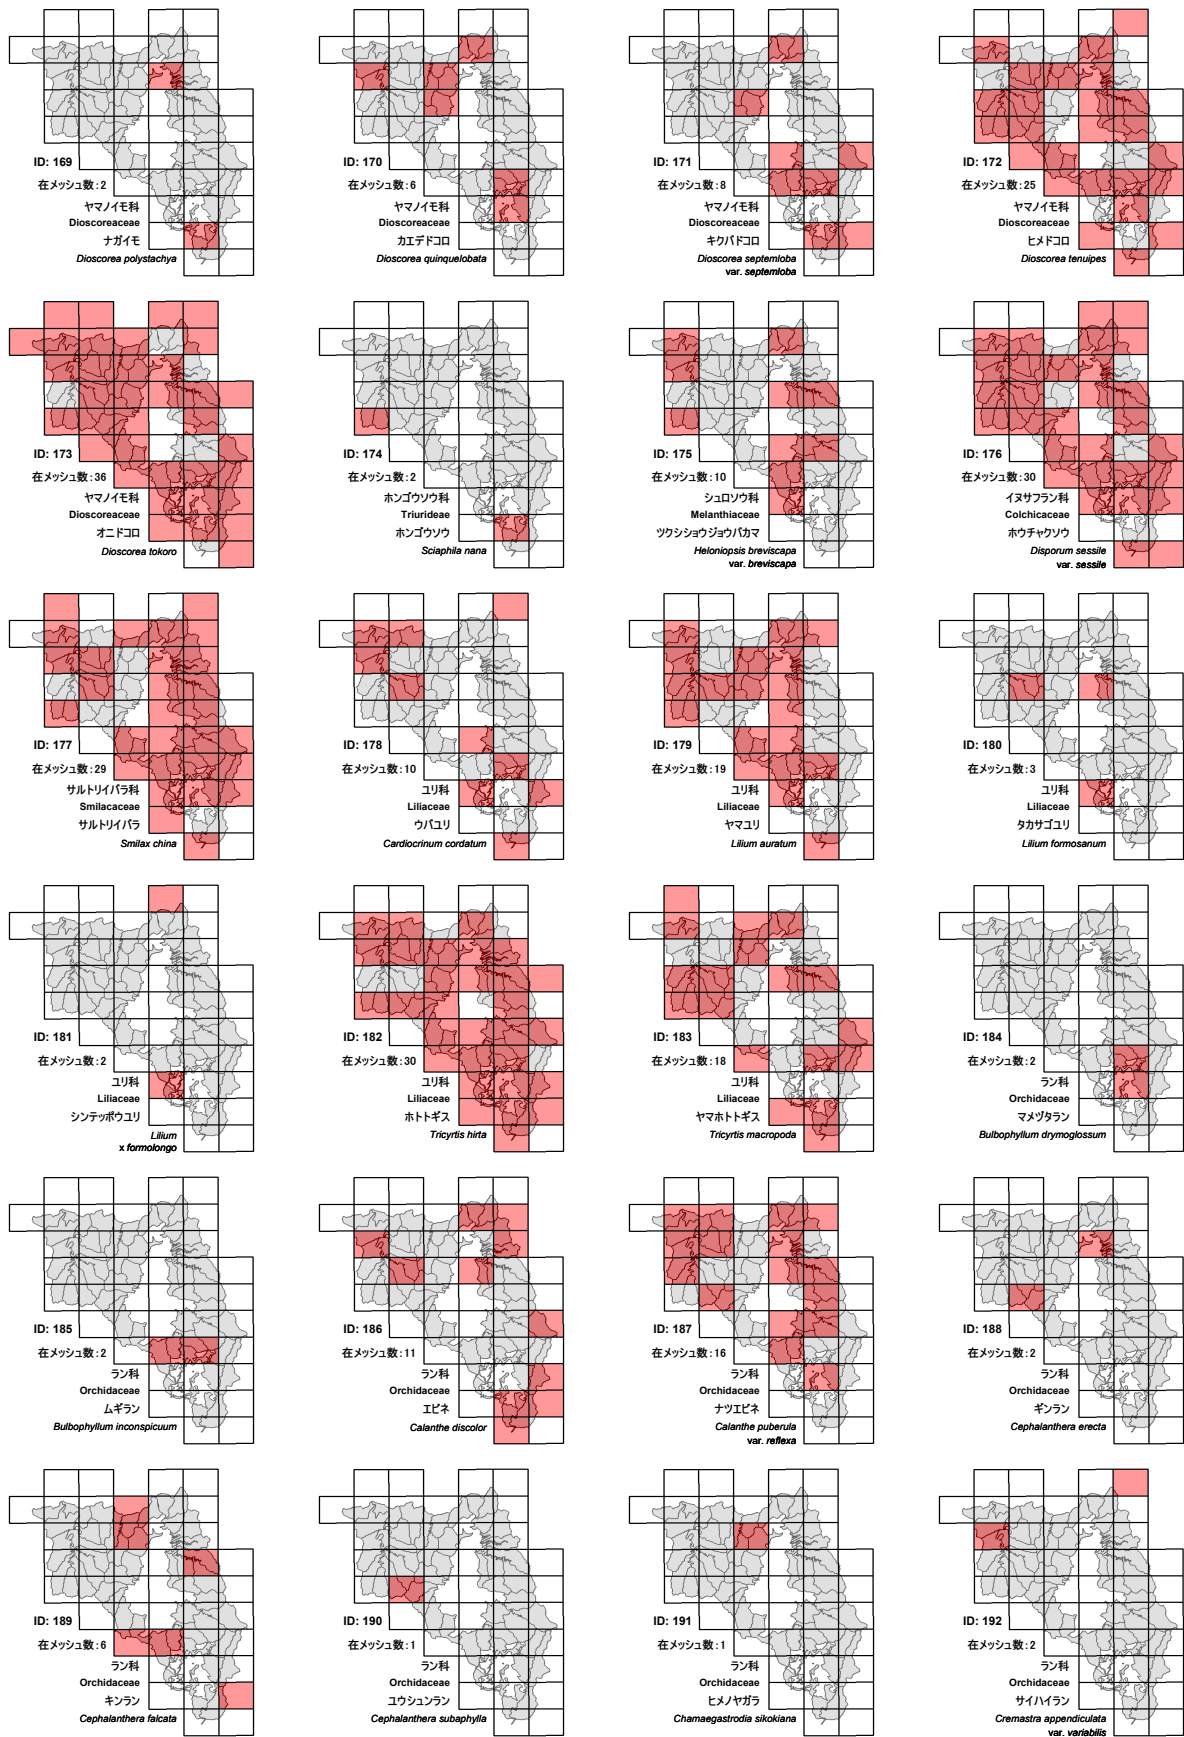 ID: 169
在メッシュ数:2
ヤマノイモ科
Dioscoreaceae
ナガイモ
Dioscorea polystachya
ID: 170
在メッシュ数:6
ヤマノイモ科
Dioscoreaceae
カエデドコロ
Dioscorea quinquelobata
ID: 171
在メッシュ数:8
ヤマノイモ科
Dioscoreaceae
キクバドコロ
Dioscorea septemloba
var. septemloba
ID: 172
在メッシュ数:25
ヤマノイモ科
Dioscoreaceae
ヒメドコロ
Dioscorea tenuipes
ID: 173
在メッシュ数:36
ヤマノイモ科
Dioscoreaceae
オニドコロ
Dioscorea tokoro
ID: 174
在メッシュ数:2
ホンゴウソウ科
Triurideae
ホンゴウソウ
Sciaphila nana
ID: 175
在メッシュ数:10
シュロソウ科
Melanthiaceae
ツクシショウジョウバカマ
Heloniopsis breviscapa
var. breviscapa
ID: 176
在メッシュ数:30
イヌサフラン科
Colchicaceae
ホウチャクソウ
Disporum sessile
var. sessile
ID: 177
在メッシュ数:29
サルトリイバラ科
Smilacaceae
サルトリイバラ
Smilax china
ID: 178
在メッシュ数:10
ユリ科
Liliaceae
ウバユリ
Cardiocrinum cordatum
ID: 179
在メッシュ数:19
ユリ科
Liliaceae
ヤマユリ
Lilium auratum
ID: 180
在メッシュ数:3
ユリ科
Liliaceae
タカサゴユリ
Lilium formosanum
ID: 181
在メッシュ数:2
ユリ科
Liliaceae
シンテッポウユリ
Lilium
x formolongo
ID: 182
在メッシュ数:30
ユリ科
Liliaceae
ホトトギス
Tricyrtis hirta
ID: 183
在メッシュ数:18
ユリ科
Liliaceae
ヤマホトトギス
Tricyrtis macropoda
ID: 184
在メッシュ数:2
ラン科
Orchidaceae
マメヅタラン
Bulbophyllum drymoglossum
ID: 185
在メッシュ数:2
ラン科
Orchidaceae
ムギラン
Bulbophyllum inconspicuum
ID: 186
在メッシュ数:11
ラン科
Orchidaceae
エビネ
Calanthe discolor
ID: 187
在メッシュ数:16
ラン科
Orchidaceae
ナツエビネ
Calanthe puberula
var. reflexa
ID: 188
在メッシュ数:2
ラン科
Orchidaceae
ギンラン
Cephalanthera erecta
ID: 189
在メッシュ数:6
ラン科
Orchidaceae
キンラン
Cephalanthera falcata
ID: 190
在メッシュ数:1
ラン科
Orchidaceae
ユウシュンラン
Cephalanthera subaphylla
ID: 191
在メッシュ数:1
ラン科
Orchidaceae
ヒメノヤガラ
Chamaegastrodia sikokiana
ID: 192
在メッシュ数:2
ラン科
Orchidaceae
サイハイラン
Cremastra appendiculata
var. variabilis